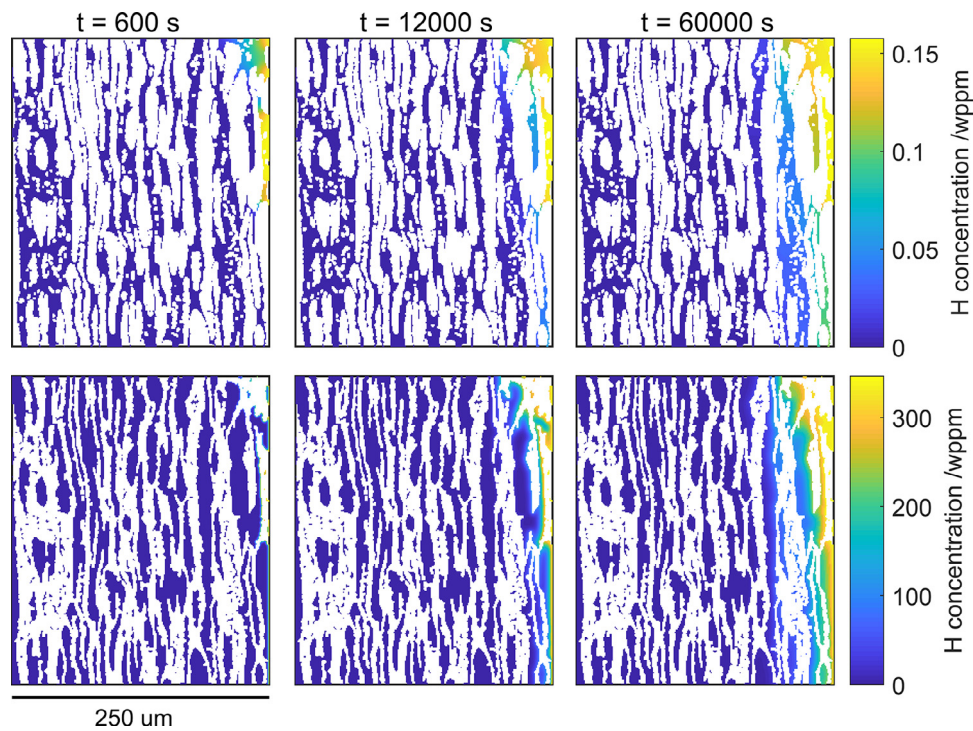 t = 600 s
t = 12000 s
t = 60000 s
0.15
0.1
0.05
0
H concentration /wppm
300
200
100
0
H concentration /wppm
250 um